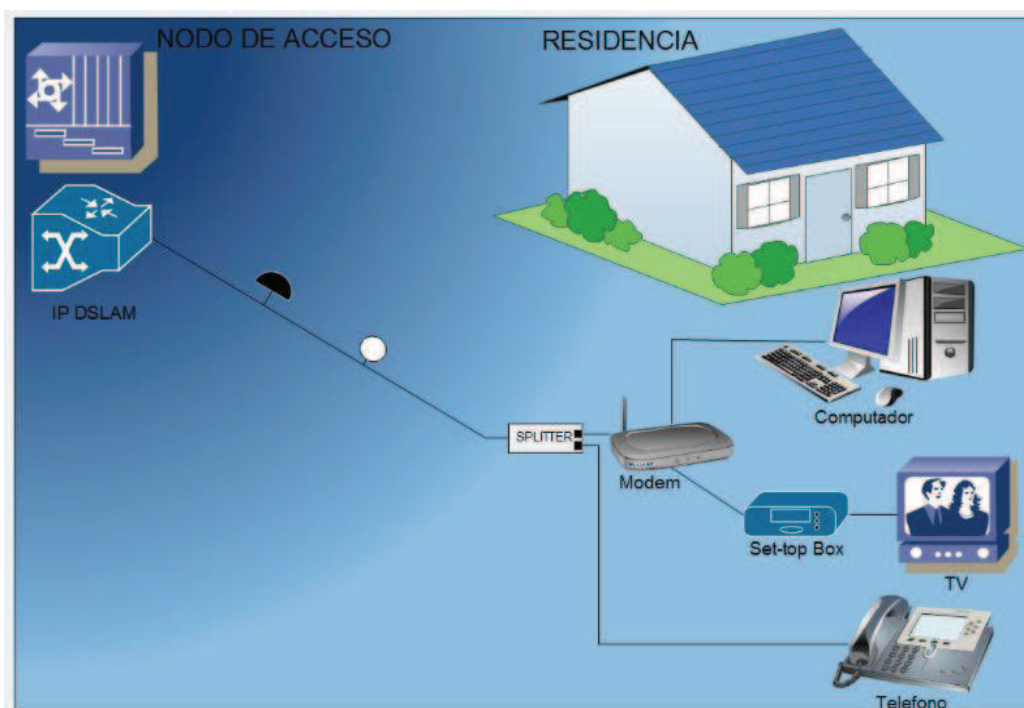 NODO DE ACCESO
RESIDENCIA
IP DSLAM
SPLITTER
Computador
Modem
Set-top Box
TV
Telefono